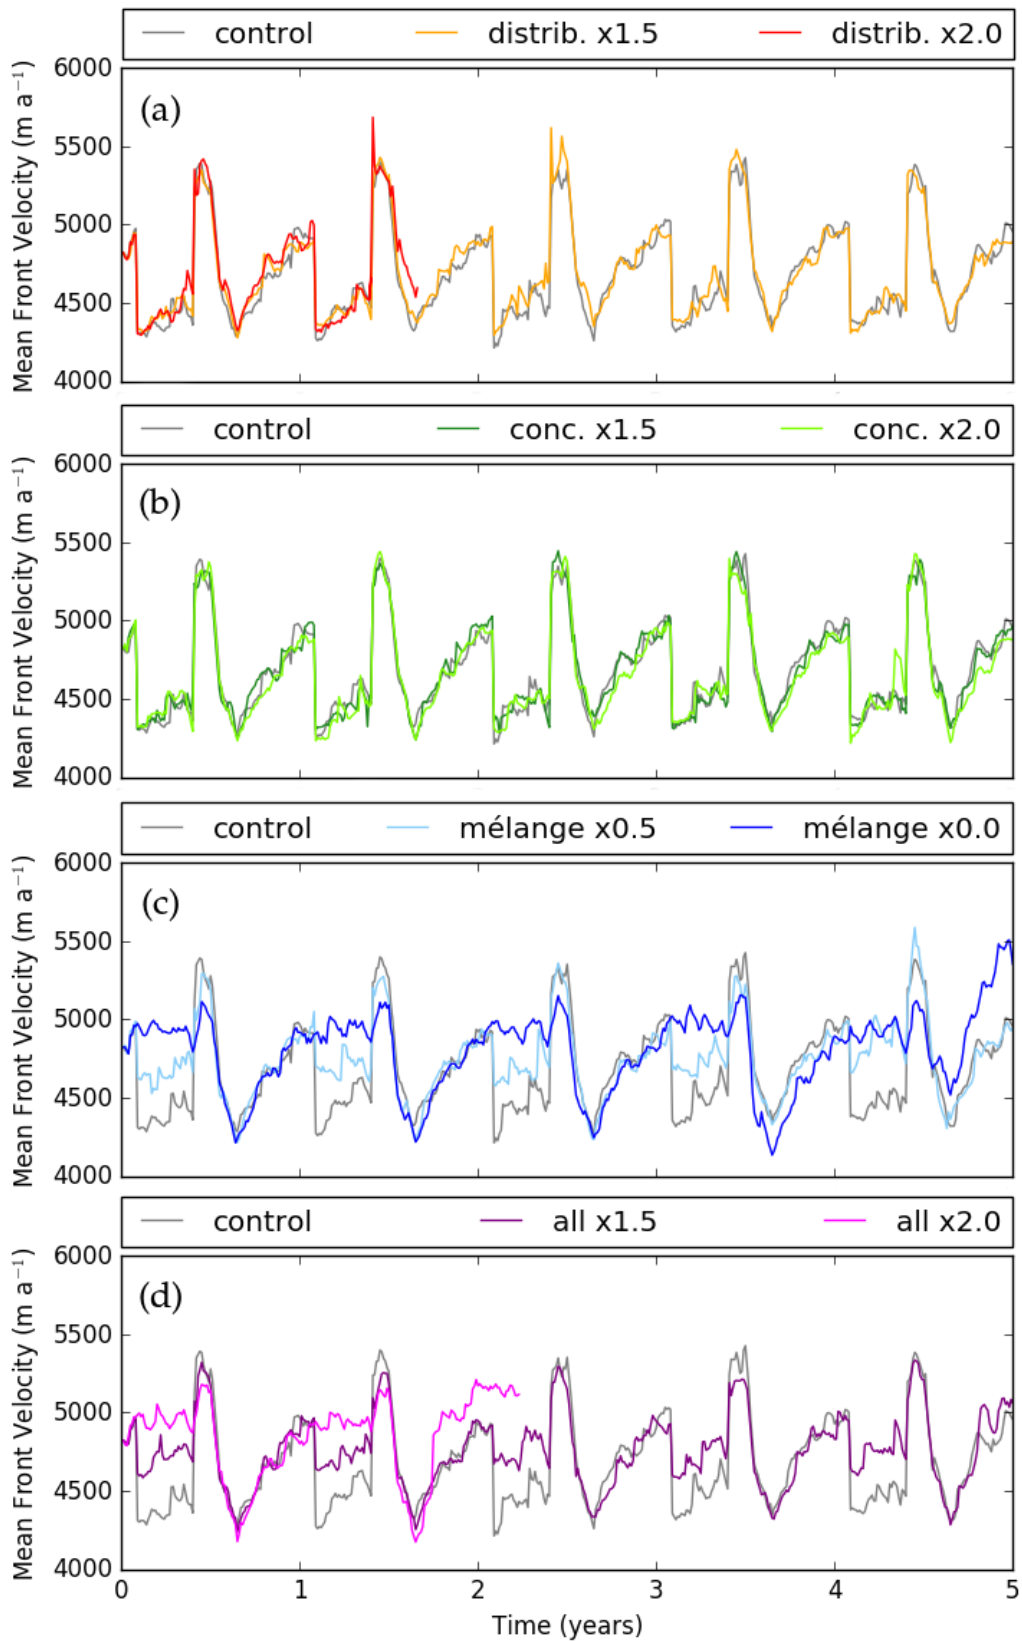 control distrib. x1.5 distrib. x2.0
6000
5500
5000
4500
4000
Mean Front Velocity (m a⁻¹)
(a)
control conc. x1.5 conc. x2.0
6000
5500
5000
4500
4000
Mean Front Velocity (m a⁻¹)
(b)
control mélange x0.5 mélange x0.0
6000
5500
5000
4500
4000
Mean Front Velocity (m a⁻¹)
(c)
control all x1.5 all x2.0
6000
5500
5000
4500
4000
Mean Front Velocity (m a⁻¹)
(d)
0 1 2 3 4 5
Time (years)